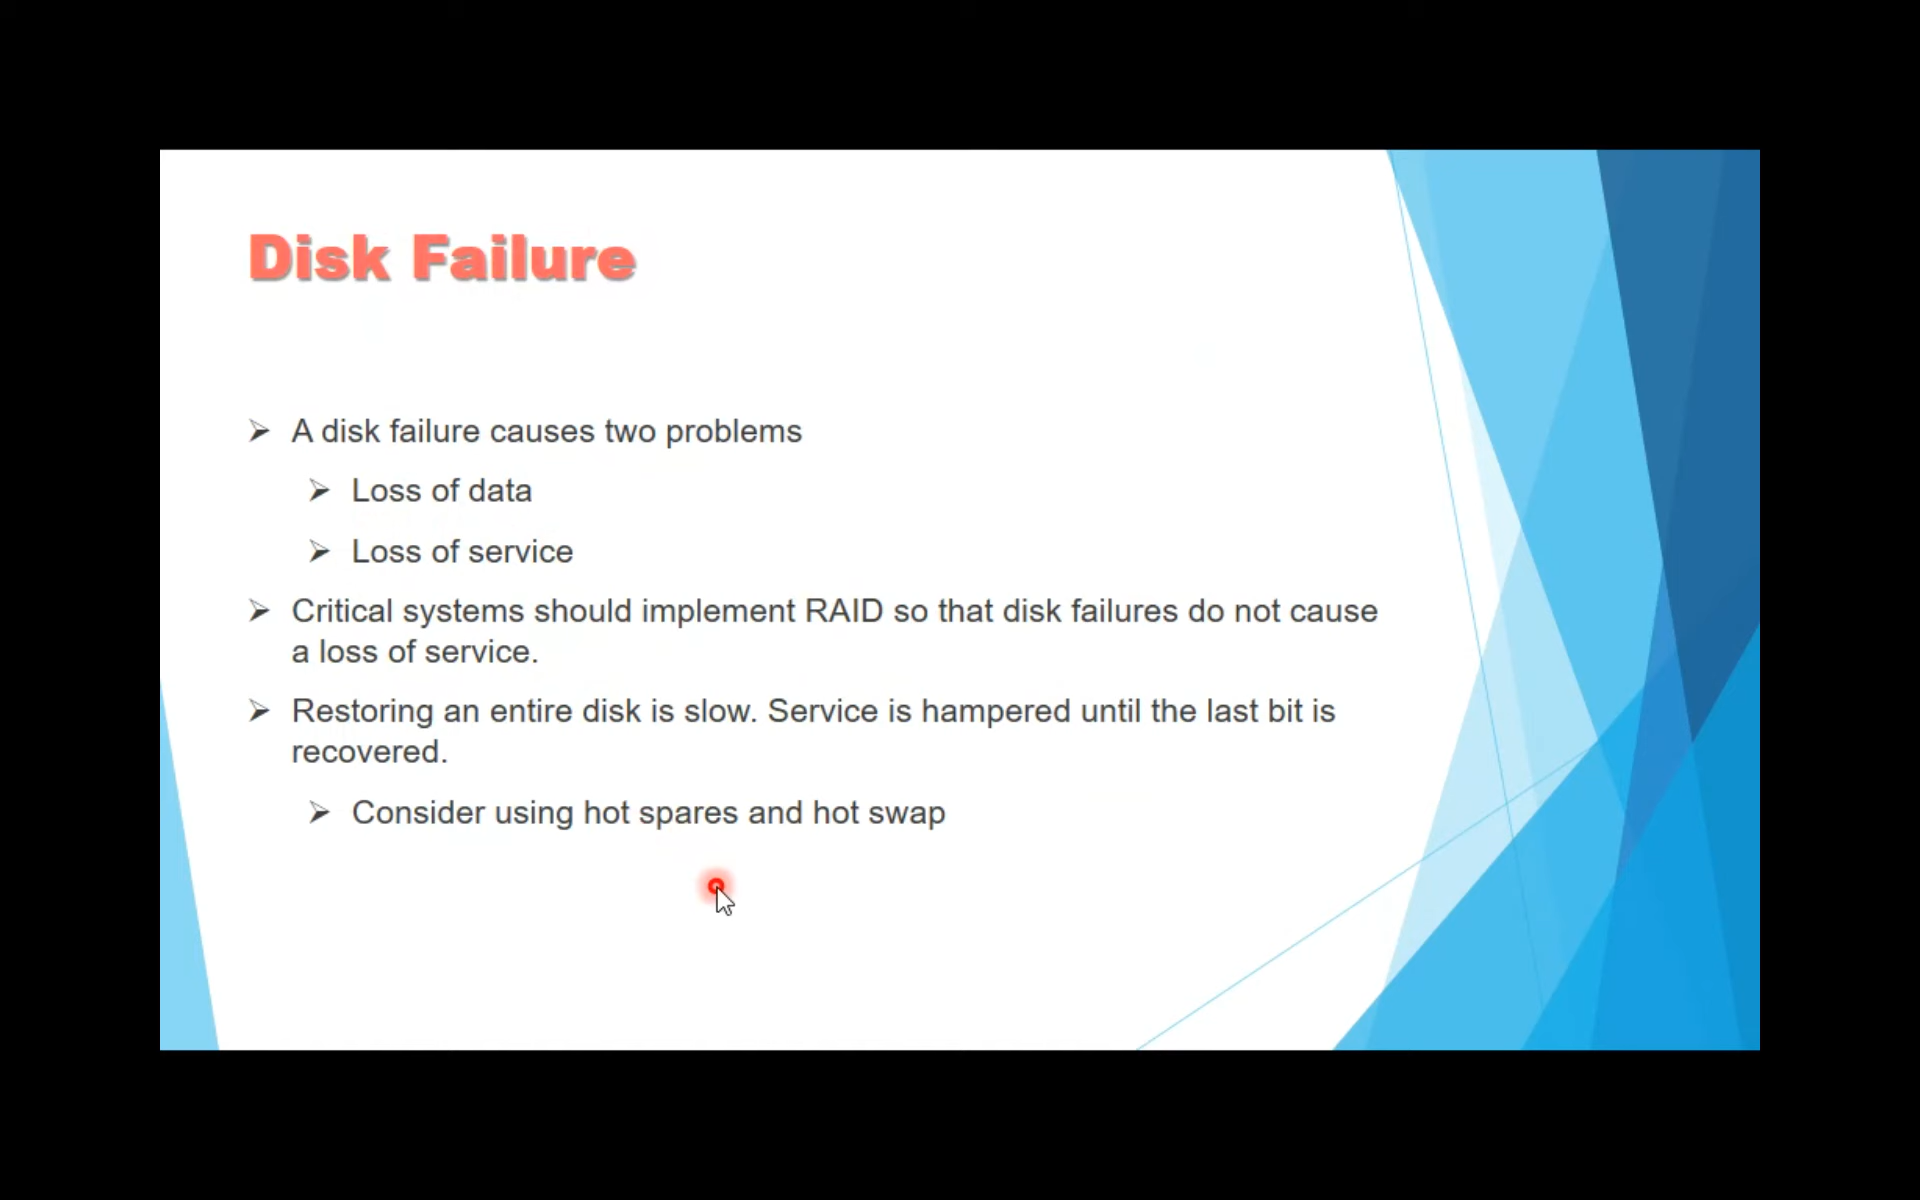 Disk Failure
A disk failure causes two problems
Loss of data
Loss of service
Critical systems should implement RAID so that disk failures do not cause
a loss of service.
Restoring an entire disk is slow. Service is hampered until the last bit is
recovered.
Consider using hot spares and hot swap